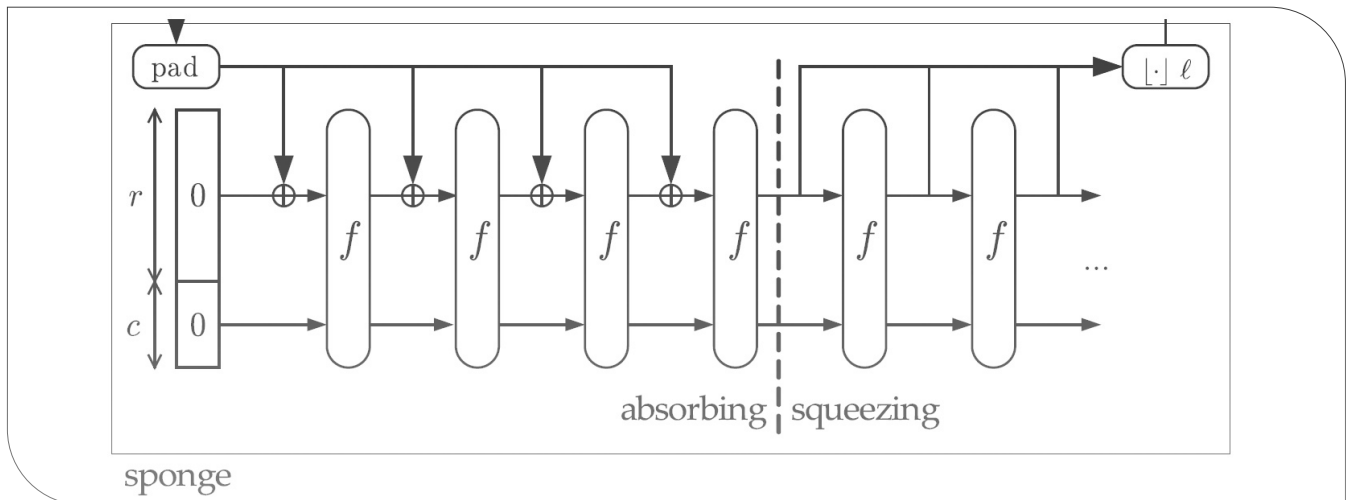 pad
⌊·⌋ ℓ
r
0
f
f
f
f
f
f
...
c
0
absorbing
squeezing
sponge